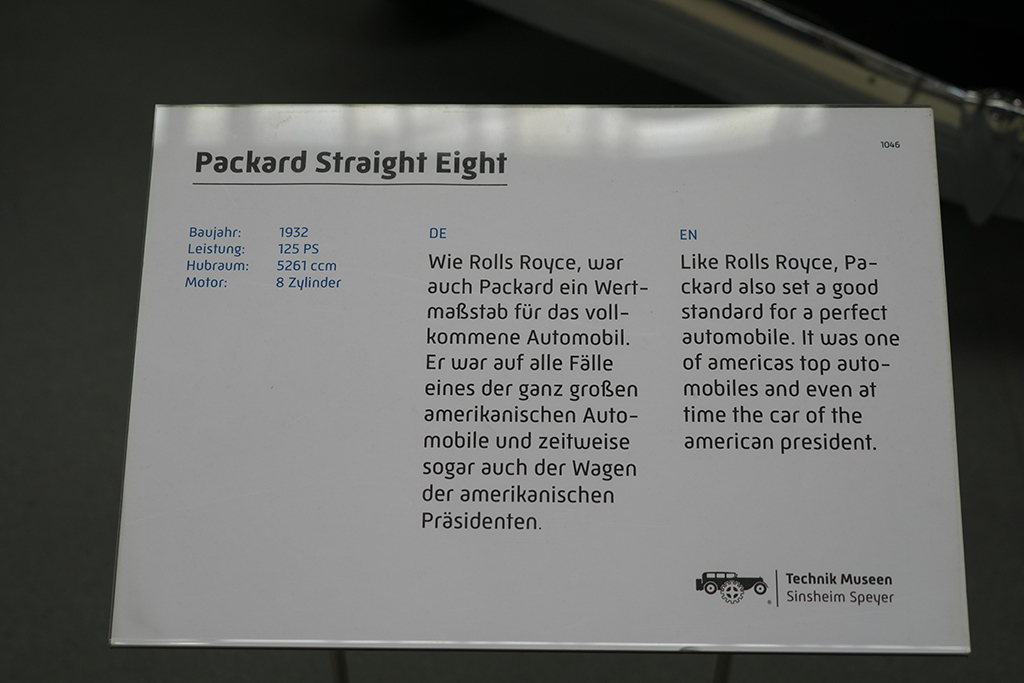 1046
Packard Straight Eight
Baujahr: 1932
Leistung: 125 PS
Hubraum: 5261 ccm
Motor: 8 Zylinder
DE
Wie Rolls Royce, war
auch Packard ein Wert-
maßstab für das voll-
kommene Automobil.
Er war auf alle Fälle
eines der ganz großen
amerikanischen Auto-
mobile und zeitweise
sogar auch der Wagen
der amerikanischen
Präsidenten.
EN
Like Rolls Royce, Pa-
ckard also set a good
standard for a perfect
automobile. It was one
of americas top auto-
mobiles and even at
time the car of the
american president.
Technik Museen
Sinsheim Speyer